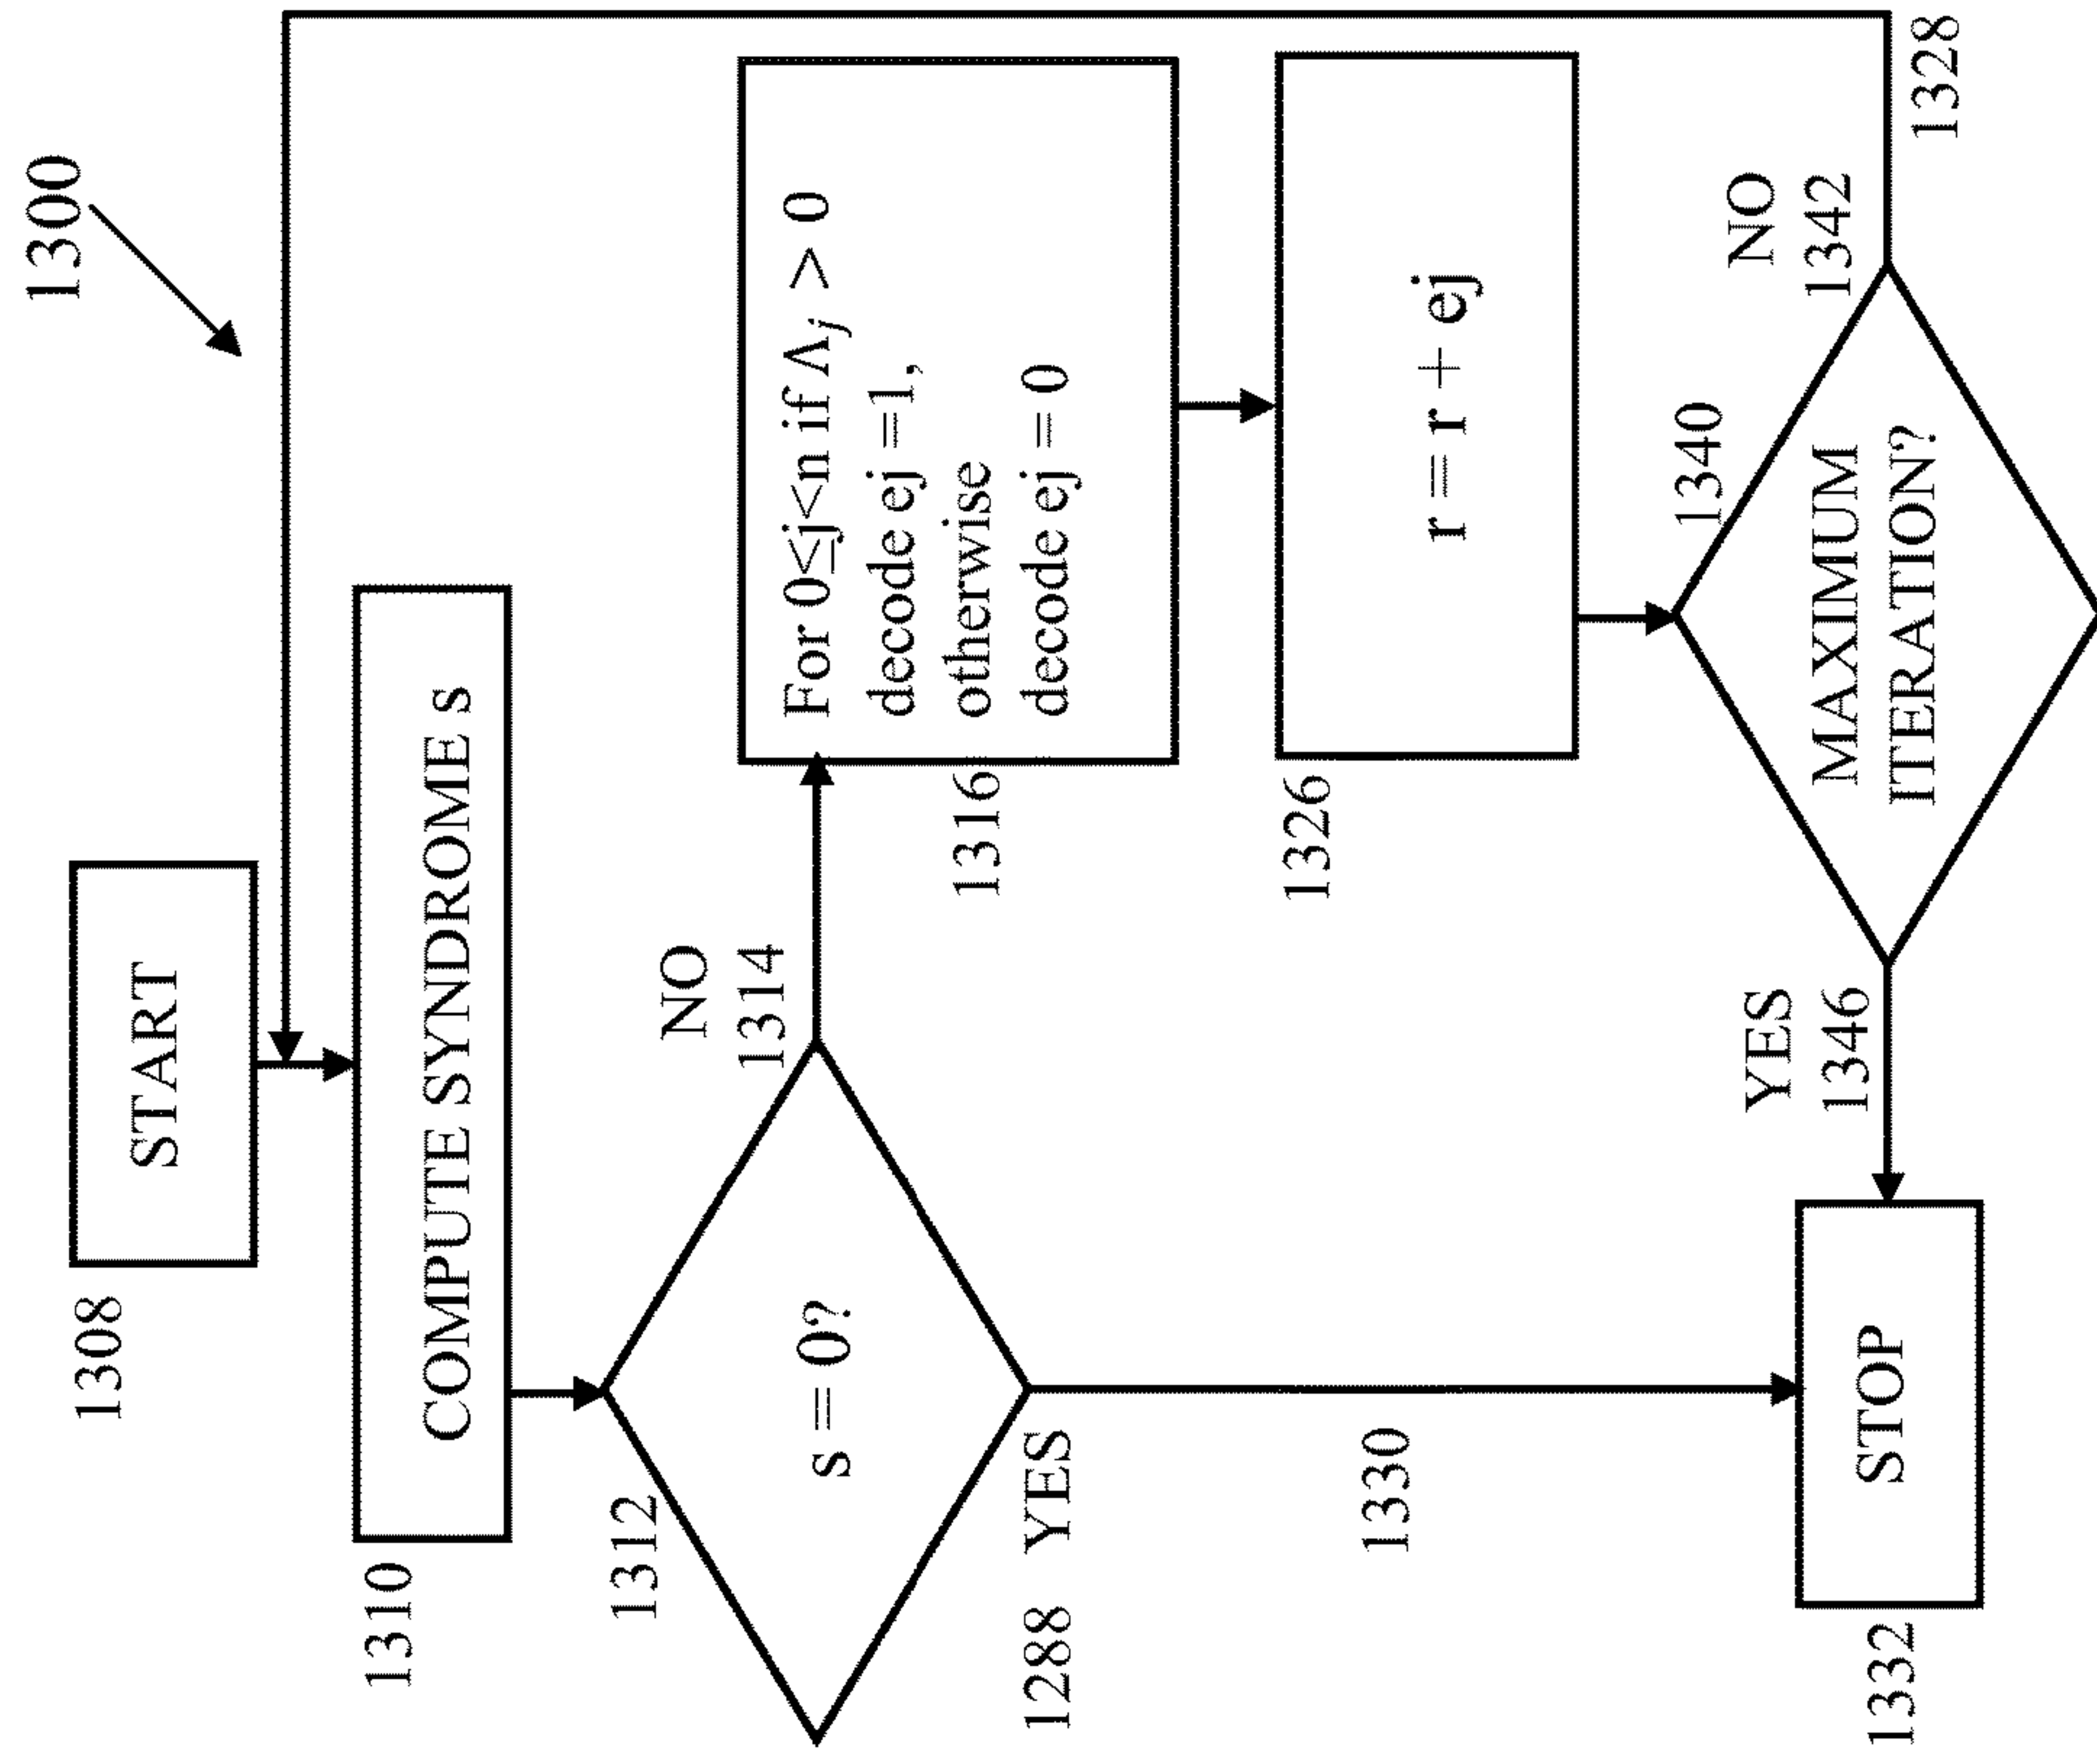 1300
1308
START
1310
COMPUTE SYNDROME s
1312
s = 0?
NO
1314
1288 YES
1330
For 0≤j<n if Λj > 0
decode ej =1,
otherwise
decode ej = 0
1316
r = r + ej
1326
1340
MAXIMUM
ITERATION?
NO
1342
1328
YES
1346
STOP
1332